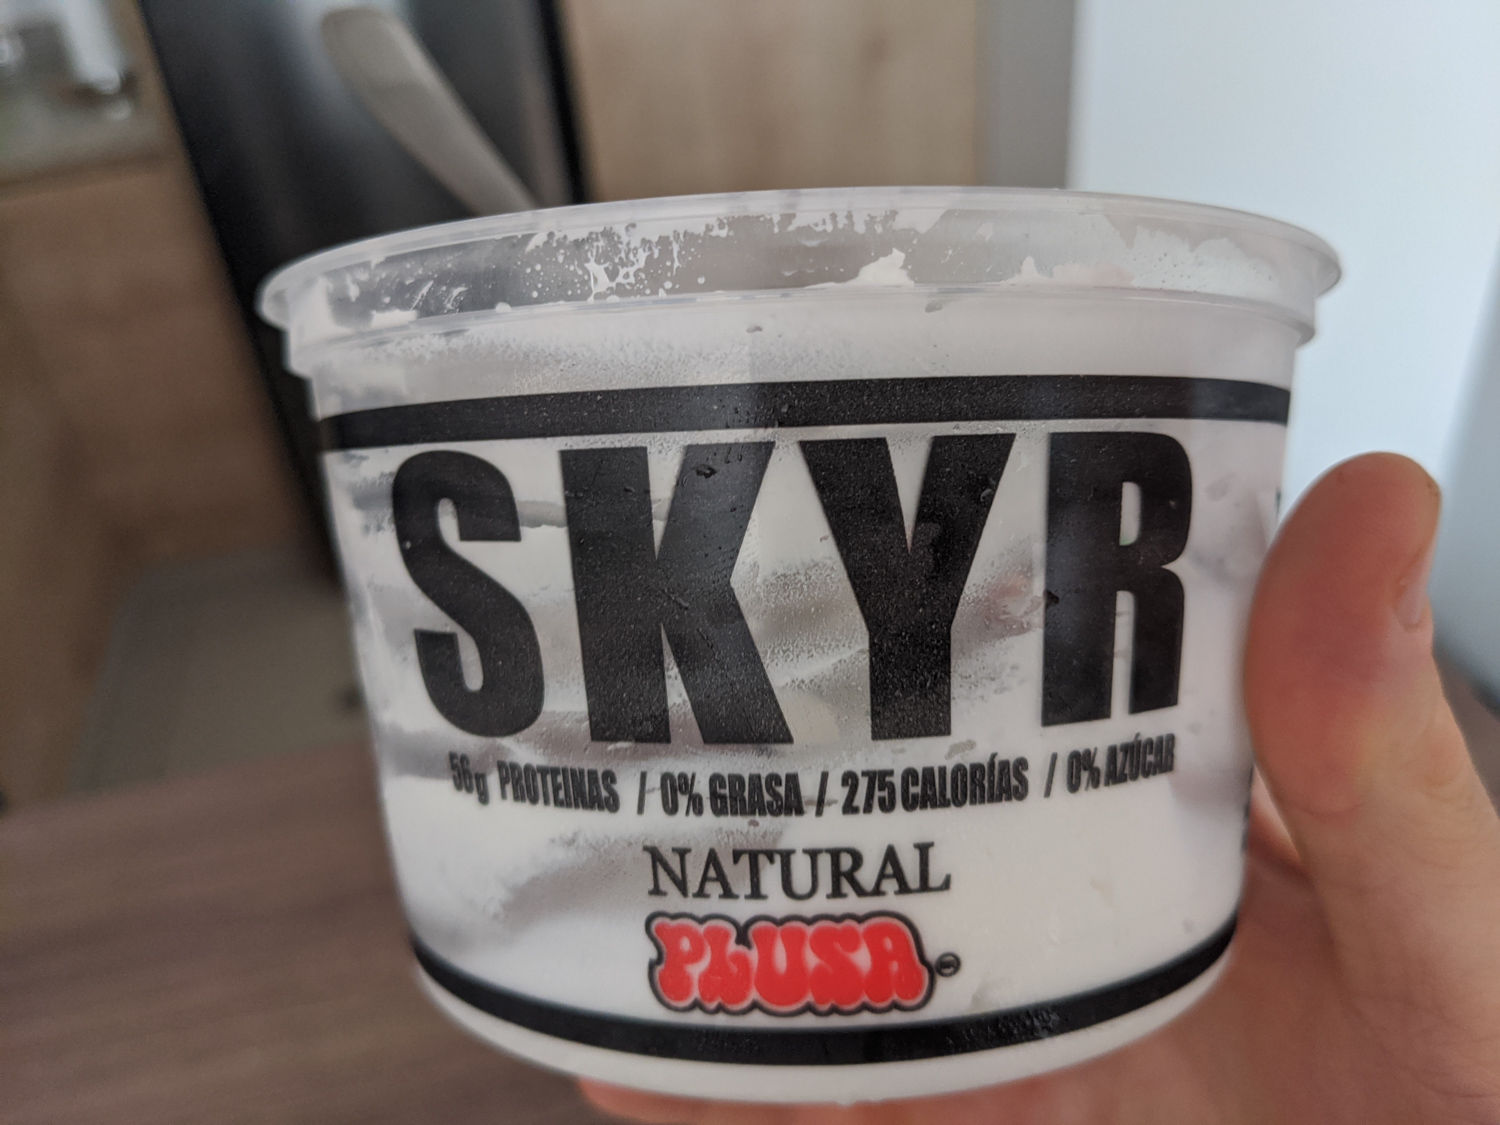 SKYR
56g PROTEINAS / 0% GRASA / 275 CALORÍAS / 0% AZÚCAR
NATURAL
PLUSA